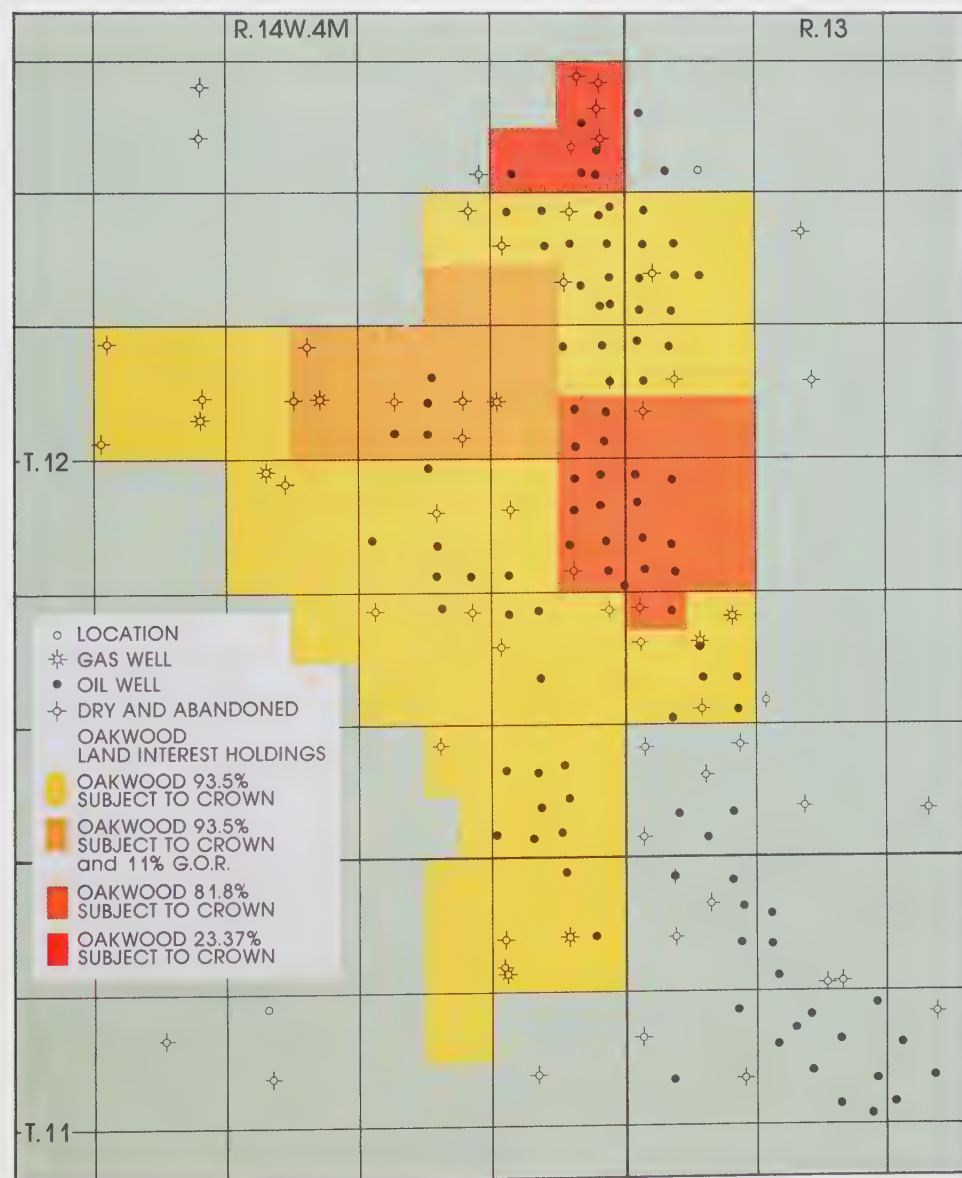 R.14W.4M
R.13
T.12
LOCATION
GAS WELL
OIL WELL
DRY AND ABANDONED
OAKWOOD
LAND INTEREST HOLDINGS
OAKWOOD 93.5%
SUBJECT TO CROWN
OAKWOOD 93.5%
SUBJECT TO CROWN
and 11% G.O.R.
OAKWOOD 81.8%
SUBJECT TO CROWN
OAKWOOD 23.37%
SUBJECT TO CROWN
T.11